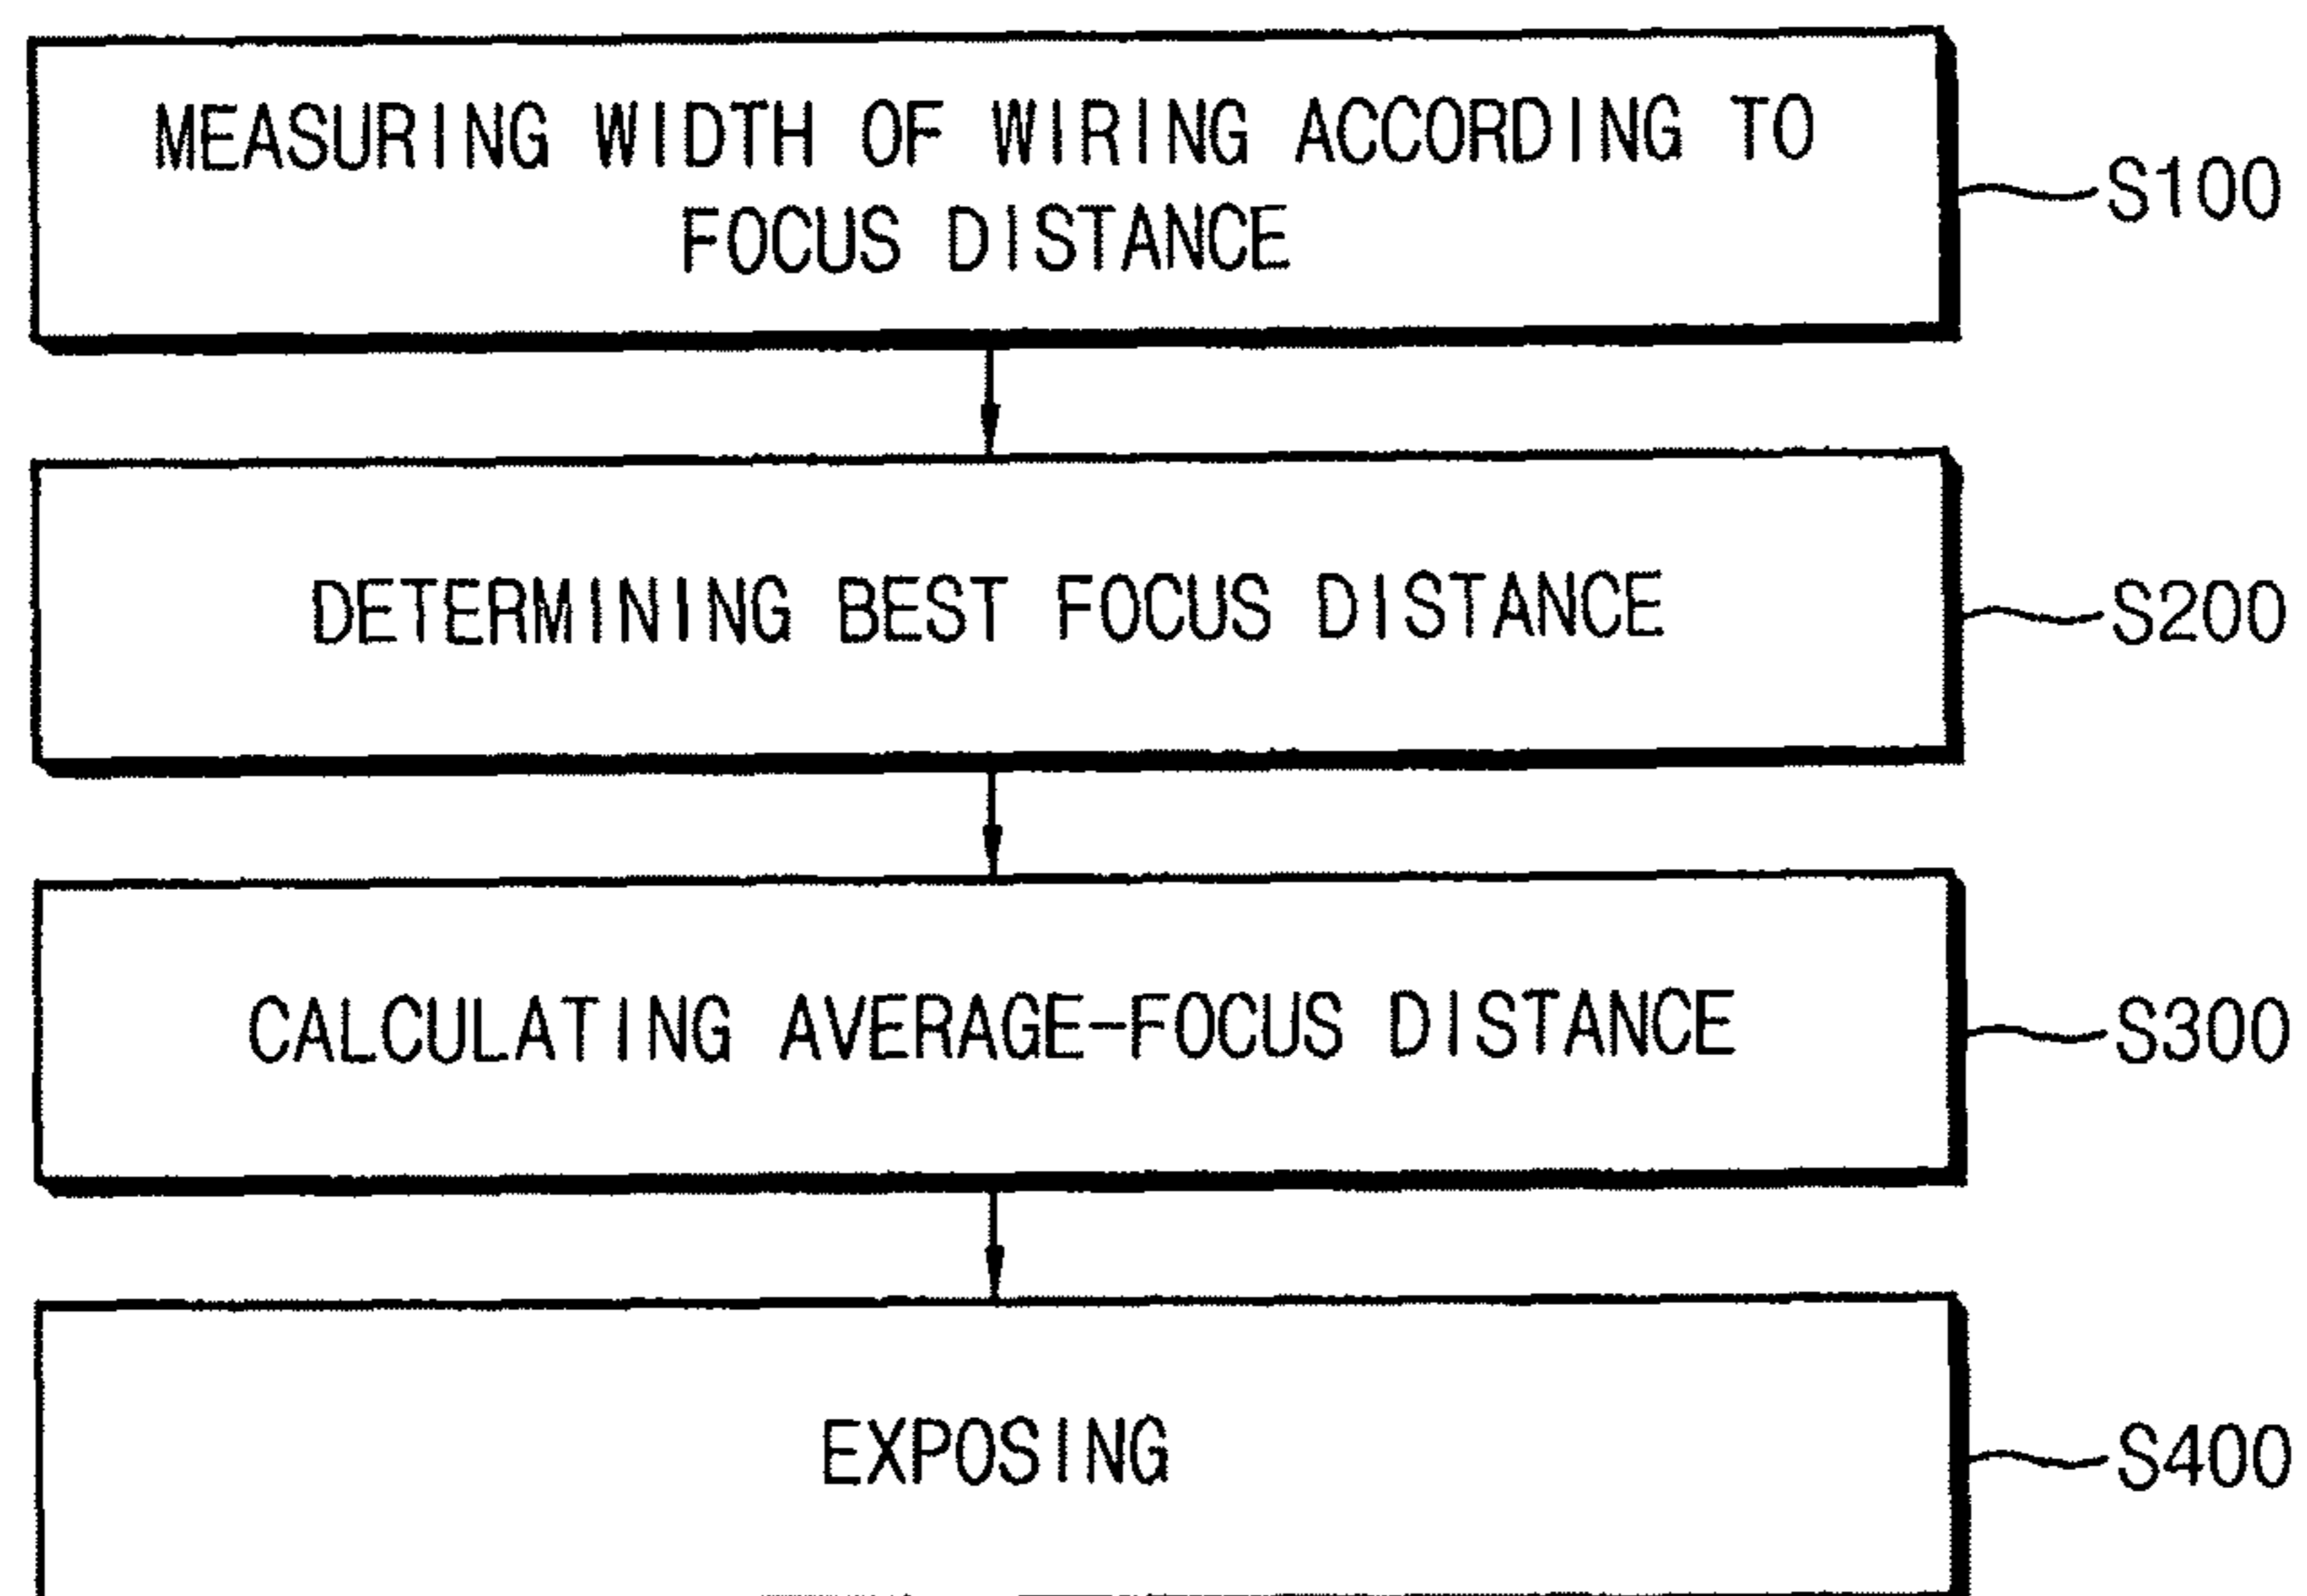 MEASURING WIDTH OF WIRING ACCORDING TO
FOCUS DISTANCE
S100
DETERMINING BEST FOCUS DISTANCE
S200
CALCULATING AVERAGE-FOCUS DISTANCE
S300
EXPOSING
S400